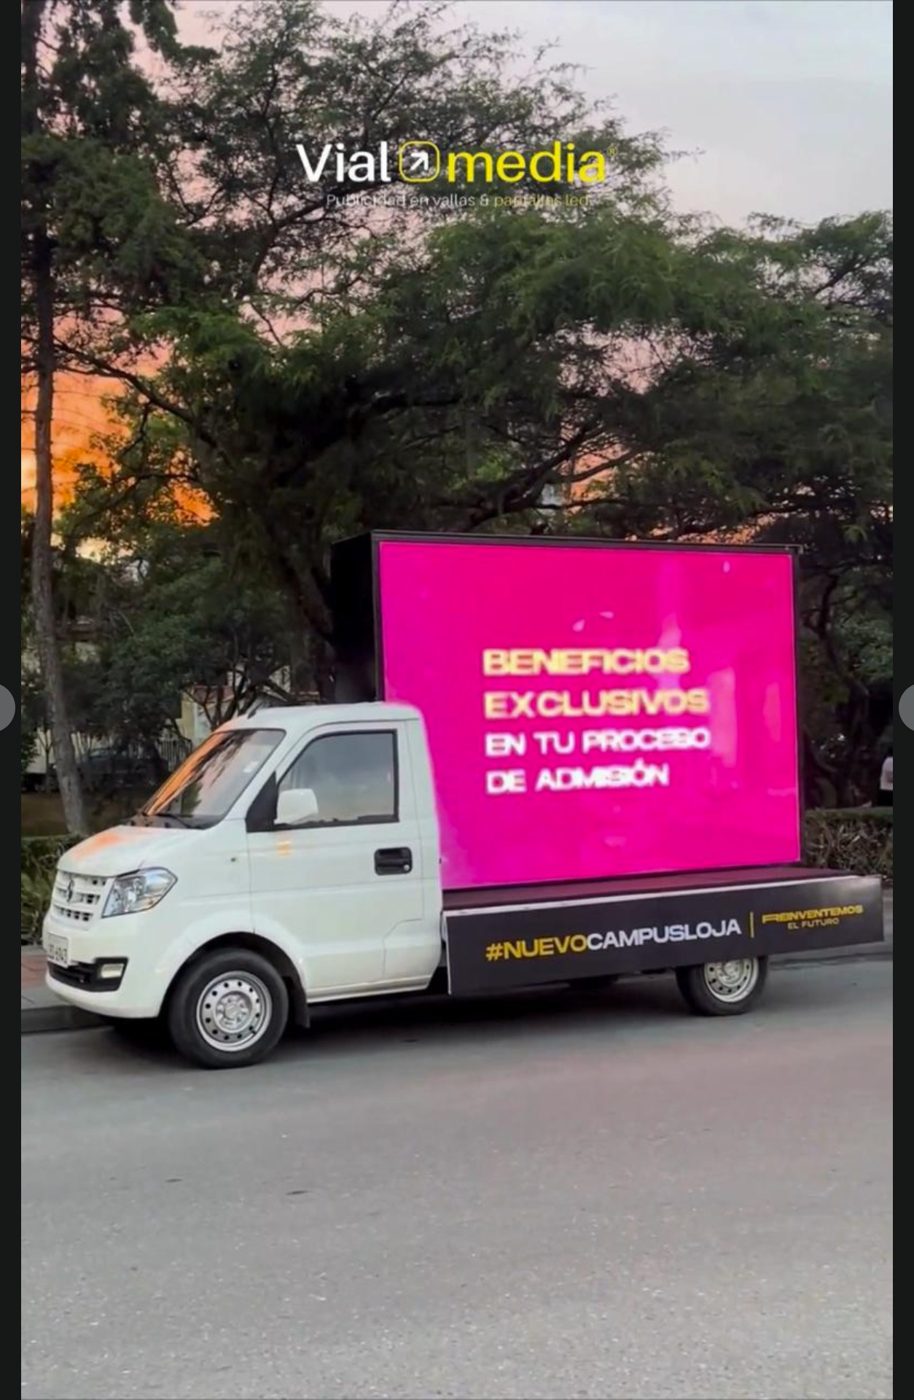 Vial media®
Publicidad en vallas & pantallas led
BENEFICIOS
EXCLUSIVOS
EN TU PROCESO
DE ADMISIÓN
#NUEVOCAMPUSLOJA
REINVENTEMOS
EL FUTURO